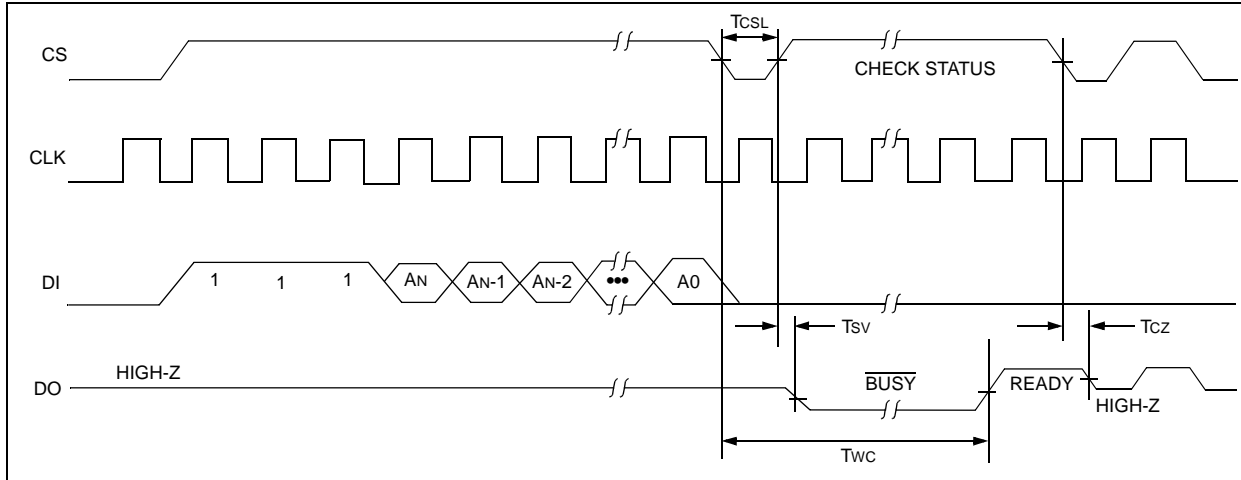 TCSL
CS
CHECK STATUS
CLK
DI
1 1 1 AN AN-1 AN-2 ••• A0
TSV
TCZ
HIGH-Z
DO
BUSY
READY
HIGH-Z
TWC